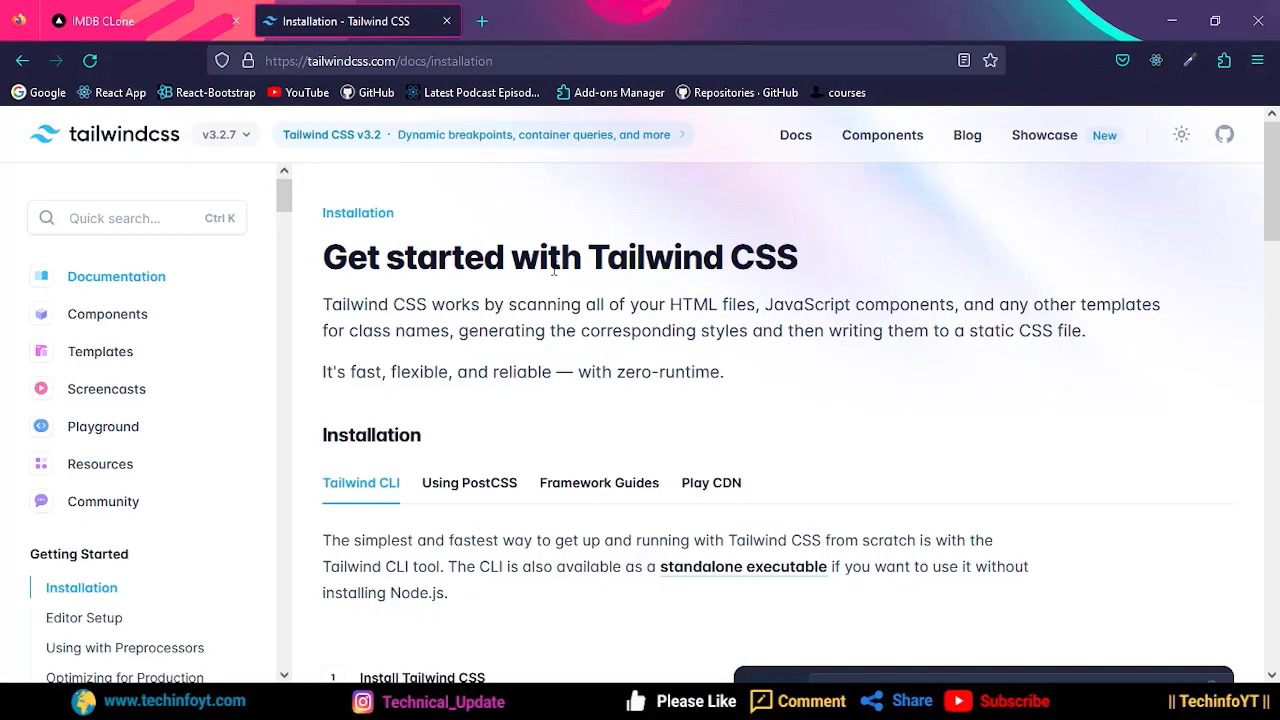 IMDB CLone
Installation - Tailwind CSS
https://tailwindcss.com/docs/installation
Google
React App
React-Bootstrap
YouTube
GitHub
Latest Podcast Episod...
Add-ons Manager
Repositories · GitHub
courses
tailwindcss
v3.2.7
Tailwind CSS v3.2 · Dynamic breakpoints, container queries, and more
Docs
Components
Blog
Showcase
New
Quick search...
Ctrl K
Documentation
Components
Templates
Screencasts
Playground
Resources
Community
Getting Started
Installation
Editor Setup
Using with Preprocessors
Optimizing for Production
Installation
Get started with Tailwind CSS
Tailwind CSS works by scanning all of your HTML files, JavaScript components, and any other templates
for class names, generating the corresponding styles and then writing them to a static CSS file.
It's fast, flexible, and reliable — with zero-runtime.
Installation
Tailwind CLI
Using PostCSS
Framework Guides
Play CDN
The simplest and fastest way to get up and running with Tailwind CSS from scratch is with the
Tailwind CLI tool. The CLI is also available as a standalone executable if you want to use it without
installing Node.js.
1
Install Tailwind CSS
www.techinfoyt.com
Technical_Update
Please Like
Comment
Share
Subscribe
|| TechinfoYT ||